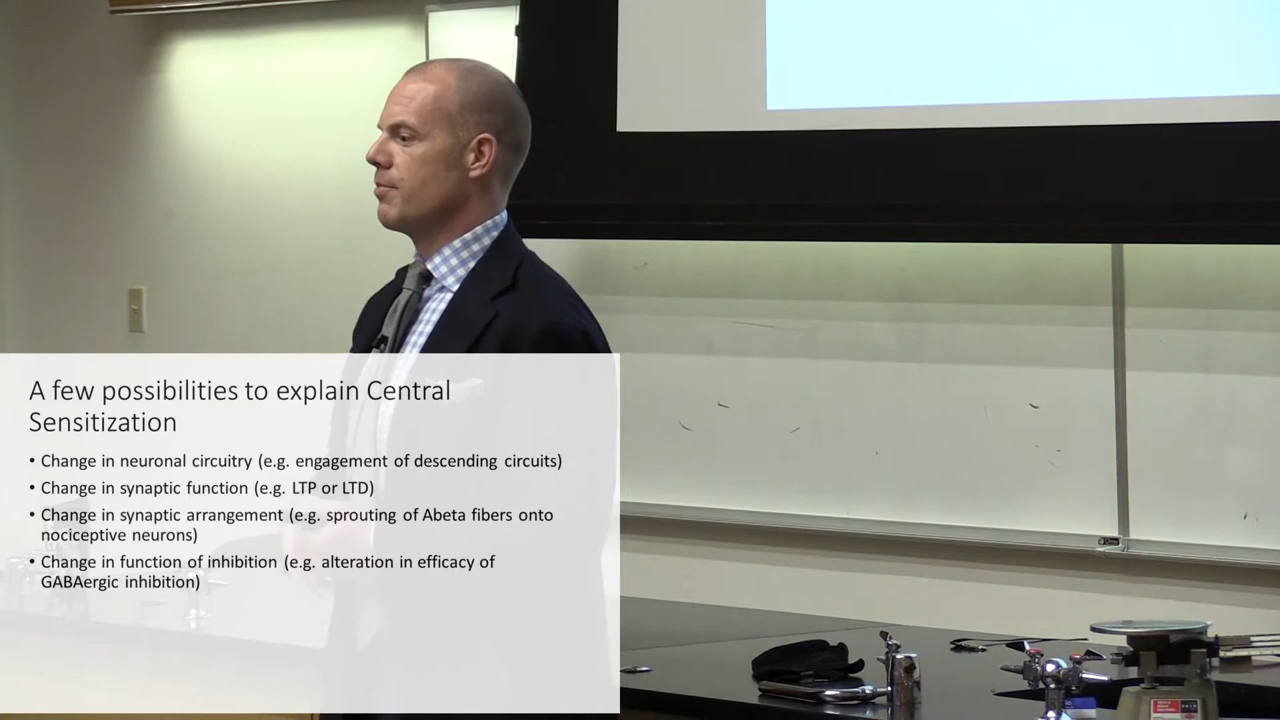 A few possibilities to explain Central
Sensitization
• Change in neuronal circuitry (e.g. engagement of descending circuits)
• Change in synaptic function (e.g. LTP or LTD)
• Change in synaptic arrangement (e.g. sprouting of Abeta fibers onto
nociceptive neurons)
• Change in function of inhibition (e.g. alteration in efficacy of
GABAergic inhibition)